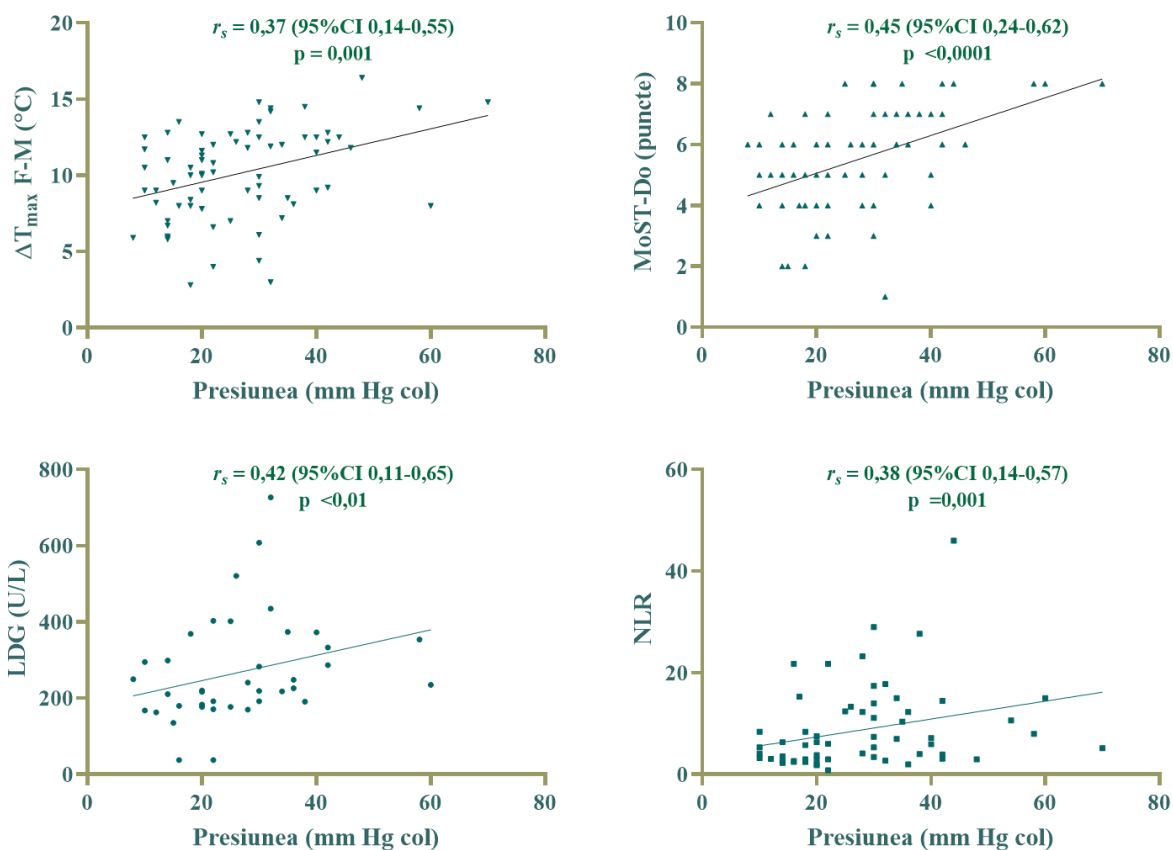 rs = 0,37 (95%CI 0,14-0,55)
p = 0,001
20
15
10
5
0
ΔTmax F-M (°C)
0 20 40 60 80
Presiunea (mm Hg col)
rs = 0,45 (95%CI 0,24-0,62)
p <0,0001
10
8
6
4
2
0
MoST-Do (puncte)
0 20 40 60 80
Presiunea (mm Hg col)
rs = 0,42 (95%CI 0,11-0,65)
p <0,01
800
600
400
200
0
LDG (U/L)
0 20 40 60 80
Presiunea (mm Hg col)
rs = 0,38 (95%CI 0,14-0,57)
p =0,001
60
40
20
0
NLR
0 20 40 60 80
Presiunea (mm Hg col)